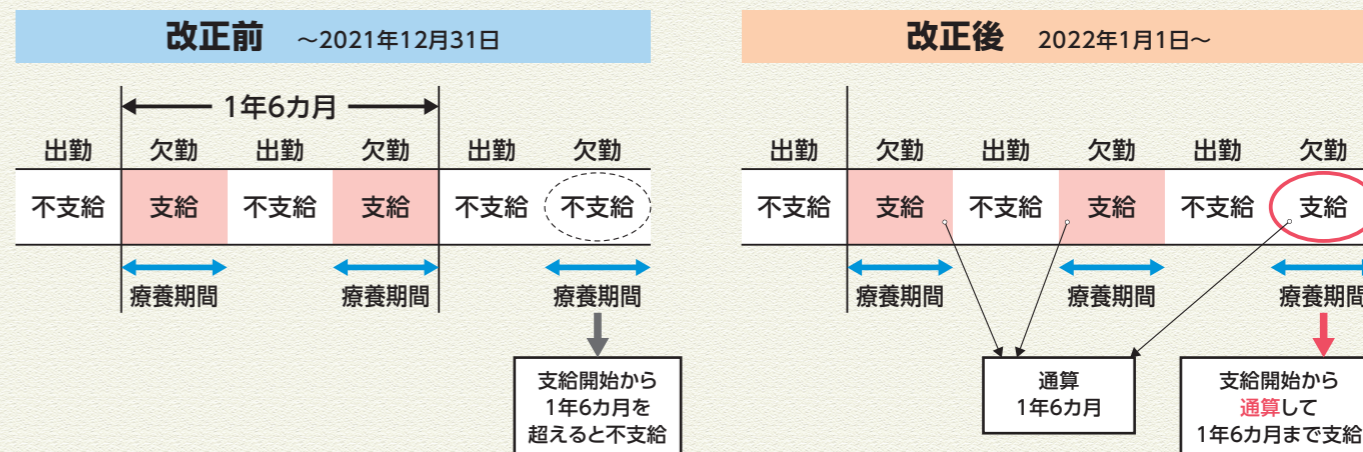 改正前 ～2021年12月31日
1年6カ月
出勤 欠勤 出勤 欠勤 出勤 欠勤
不支給 支給 不支給 支給 不支給 不支給
療養期間 療養期間 療養期間
支給開始から
1年6カ月を
超えると不支給
改正後 2022年1月1日～
出勤 欠勤 出勤 欠勤 出勤 欠勤
不支給 支給 不支給 支給 不支給 支給
療養期間 療養期間 療養期間
通算
1年6カ月
支給開始から
通算して
1年6カ月まで支給